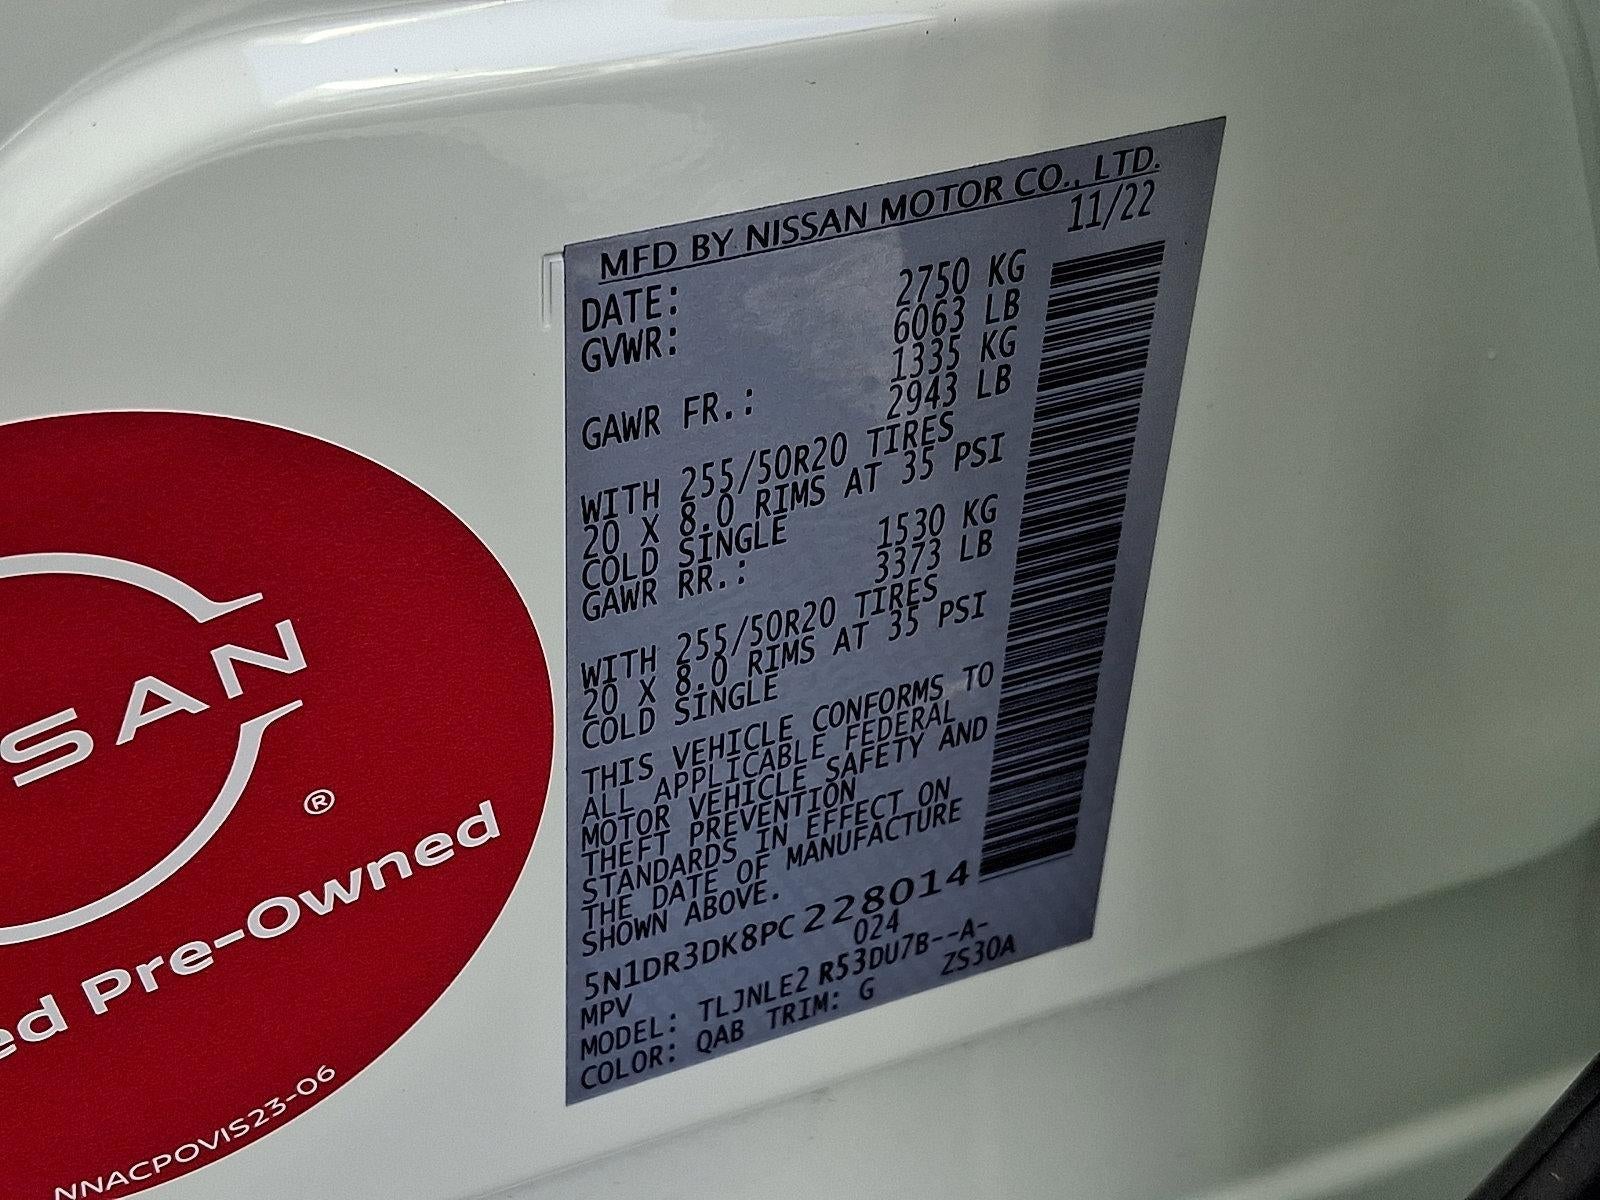 MFD BY NISSAN MOTOR CO., LTD.
DATE: 11/22
GVWR: 2750 KG
6063 LB
GAWR FR.: 1335 KG
2943 LB
WITH 255/50R20 TIRES
20 X 8.0 RIMS AT 35 PSI
COLD SINGLE
GAWR RR.: 1530 KG
3373 LB
WITH 255/50R20 TIRES
20 X 8.0 RIMS AT 35 PSI
COLD SINGLE
THIS VEHICLE CONFORMS TO
ALL APPLICABLE FEDERAL
MOTOR VEHICLE SAFETY AND
THEFT PREVENTION
STANDARDS IN EFFECT ON
THE DATE OF MANUFACTURE
SHOWN ABOVE.
5N1DR3DK8PC228014
MPV 024
MODEL: TLJNLE2 R53DU7B--A-
COLOR: QAB TRIM: G ZS30A
SSAN
®
ed Pre-Owned
NNACPOVIS23-06